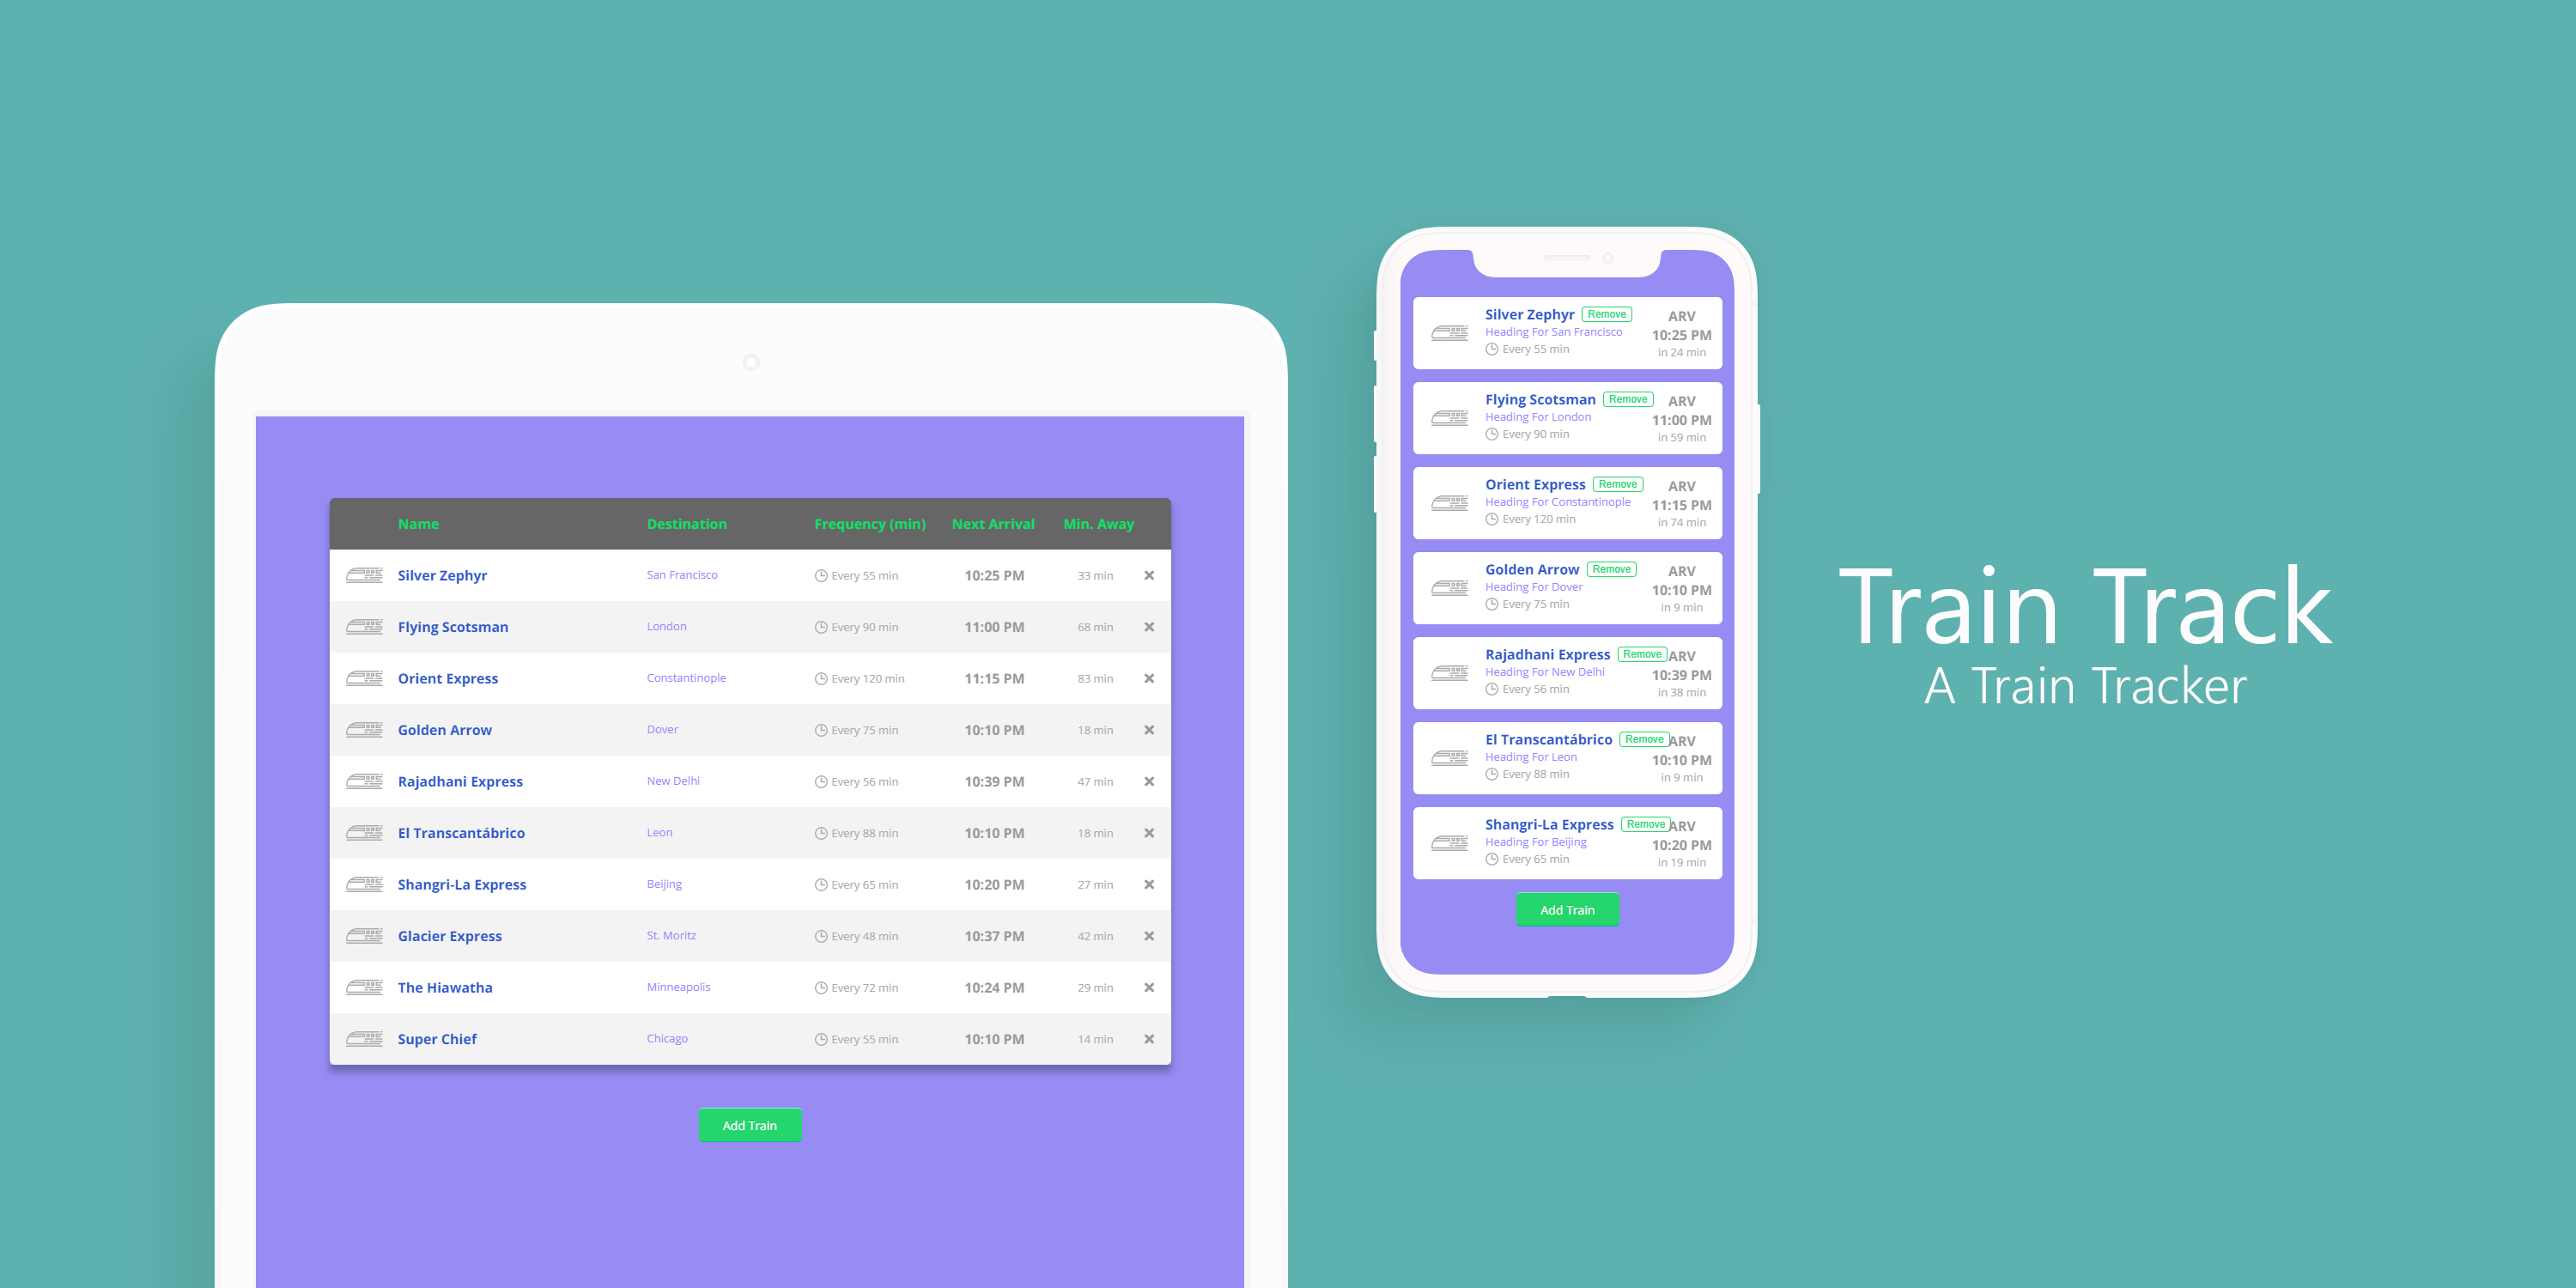 Name Destination Frequency (min) Next Arrival Min. Away
Silver Zephyr San Francisco Every 55 min 10:25 PM 33 min
Flying Scotsman London Every 90 min 11:00 PM 68 min
Orient Express Constantinople Every 120 min 11:15 PM 83 min
Golden Arrow Dover Every 75 min 10:10 PM 18 min
Rajadhani Express New Delhi Every 56 min 10:39 PM 47 min
El Transcantábrico Leon Every 88 min 10:10 PM 18 min
Shangri-La Express Beijing Every 65 min 10:20 PM 27 min
Glacier Express St. Moritz Every 48 min 10:37 PM 42 min
The Hiawatha Minneapolis Every 72 min 10:24 PM 29 min
Super Chief Chicago Every 55 min 10:10 PM 14 min
Add Train
Silver Zephyr Remove ARV
Heading For San Francisco 10:25 PM
Every 55 min in 24 min
Flying Scotsman Remove ARV
Heading For London 11:00 PM
Every 90 min in 59 min
Orient Express Remove ARV
Heading For Constantinople 11:15 PM
Every 120 min in 74 min
Golden Arrow Remove ARV
Heading For Dover 10:10 PM
Every 75 min in 9 min
Rajadhani Express Remove ARV
Heading For New Delhi 10:39 PM
Every 56 min in 38 min
El Transcantábrico Remove ARV
Heading For Leon 10:10 PM
Every 88 min in 9 min
Shangri-La Express Remove ARV
Heading For Beijing 10:20 PM
Every 65 min in 19 min
Add Train
Train Track
A Train Tracker